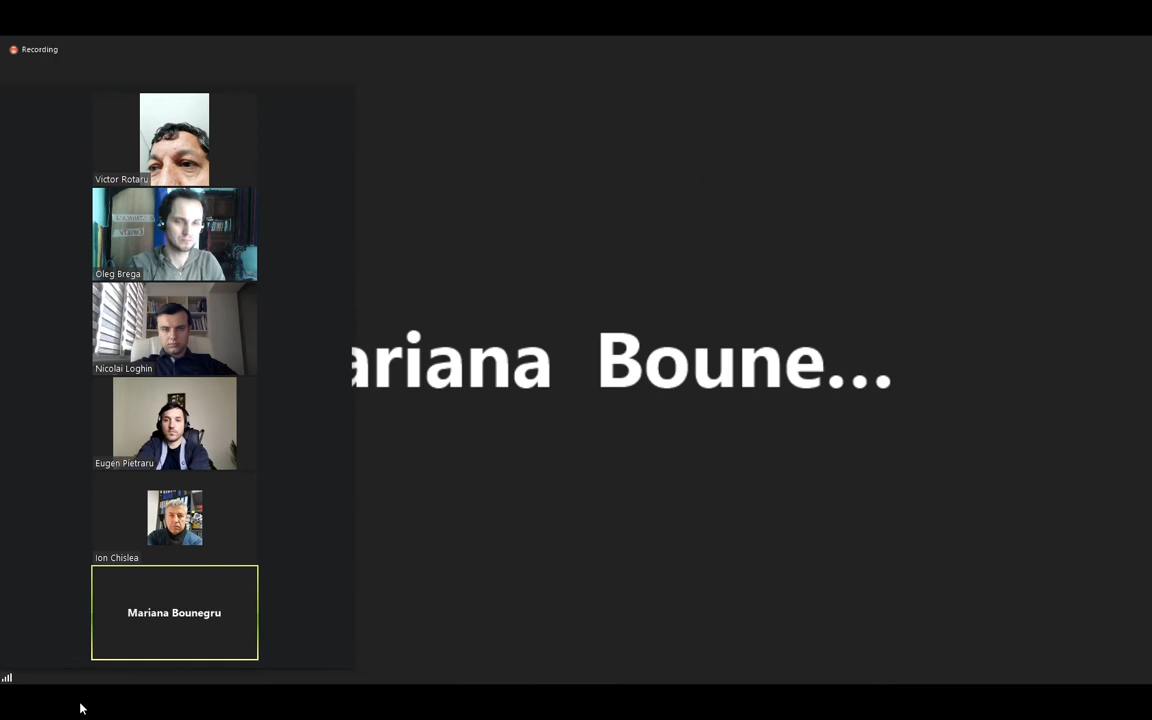 Recording
Victor Rotaru
Oleg Brega
Nicolai Loghin
Eugen Pietraru
Ion Chislea
Mariana Bounegru
ariana Boune...